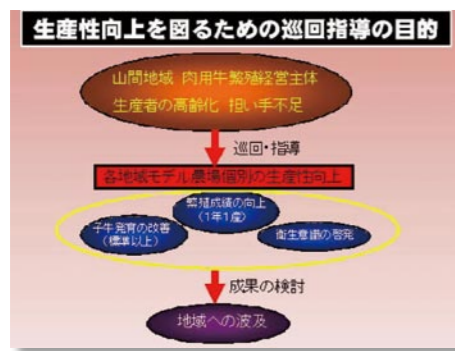 生産性向上を図るための巡回指導の目的
山間地域 肉用牛繁殖経営主体
生産者の高齢化 担い手不足
巡回・指導
各地域モデル農場個別の生産性向上
繁殖成績の向上
(1年1産)
子牛発育の改善
(標準以上)
衛生意識の啓発
成果の検討
地域への波及